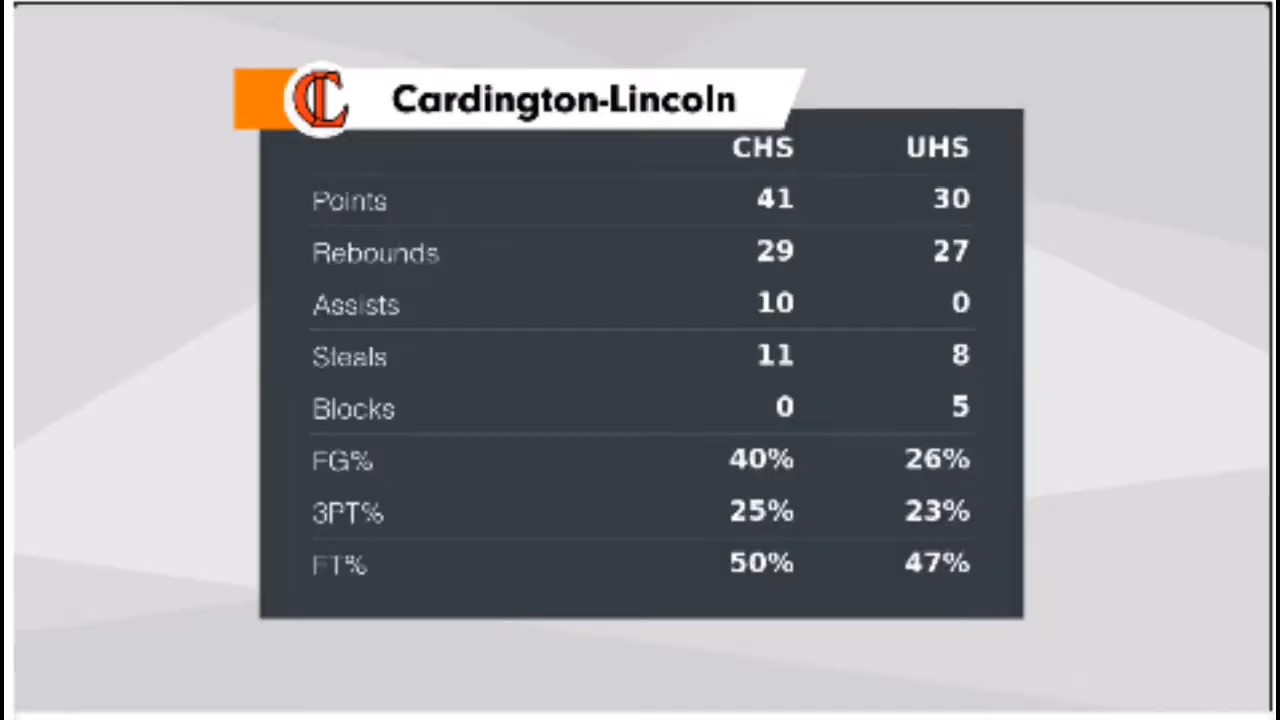 CL Cardington-Lincoln
CHS UHS
Points 41 30
Rebounds 29 27
Assists 10 0
Steals 11 8
Blocks 0 5
FG% 40% 26%
3PT% 25% 23%
FT% 50% 47%